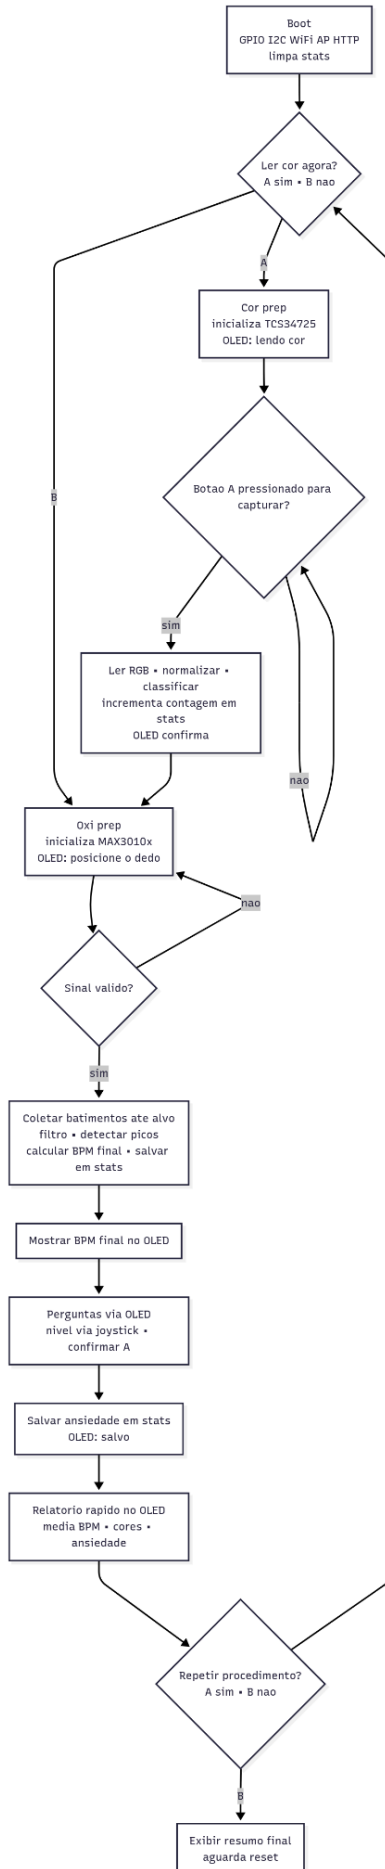 Boot
GPIO I2C WiFi AP HTTP
limpa stats
Ler cor agora?
A sim • B nao
A
Cor prep
inicializa TCS34725
OLED: lendo cor
B
Botao A pressionado para
capturar?
sim
Ler RGB • normalizar •
classificar
incrementa contagem em
stats
OLED confirma
nao
Oxi prep
inicializa MAX3010x
OLED: posicione o dedo
nao
Sinal valido?
sim
Coletar batimentos ate alvo
filtro • detectar picos
calcular BPM final • salvar
em stats
Mostrar BPM final no OLED
Perguntas via OLED
nivel via joystick •
confirmar A
Salvar ansiedade em stats
OLED: salvo
Relatorio rapido no OLED
media BPM • cores •
ansiedade
Repetir procedimento?
A sim • B nao
B
Exibir resumo final
aguarda reset